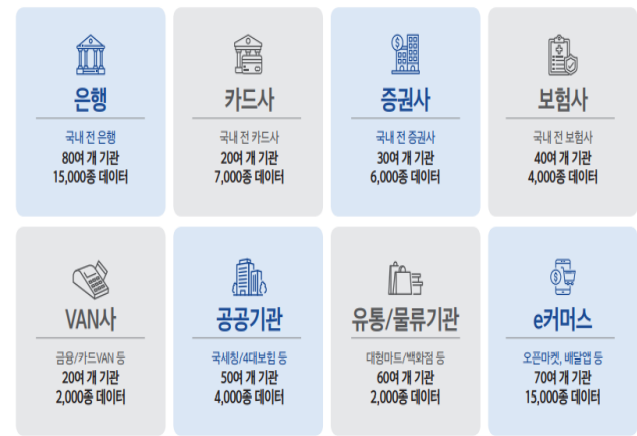 은행
국내 전 은행
80여 개 기관
15,000종 데이터
카드사
국내 전 카드사
20여 개 기관
7,000종 데이터
증권사
국내 전 증권사
30여 개 기관
6,000종 데이터
보험사
국내 전 보험사
40여 개 기관
4,000종 데이터
VAN사
금융/카드VAN 등
20여 개 기관
2,000종 데이터
공공기관
국세청/4대보험 등
50여 개 기관
4,000종 데이터
유통/물류기관
대형마트/백화점 등
60여 개 기관
2,000종 데이터
e커머스
오픈마켓, 배달앱 등
70여 개 기관
15,000종 데이터